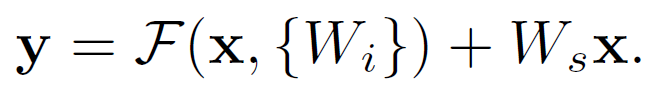 y = F(x, {W_i}) + W_s x.